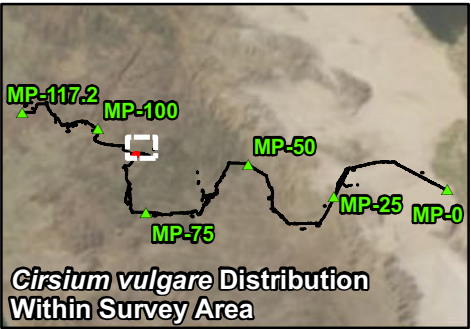 MP-117.2
MP-100
MP-50
MP-25
MP-0
MP-75
Cirsium vulgare Distribution
Within Survey Area